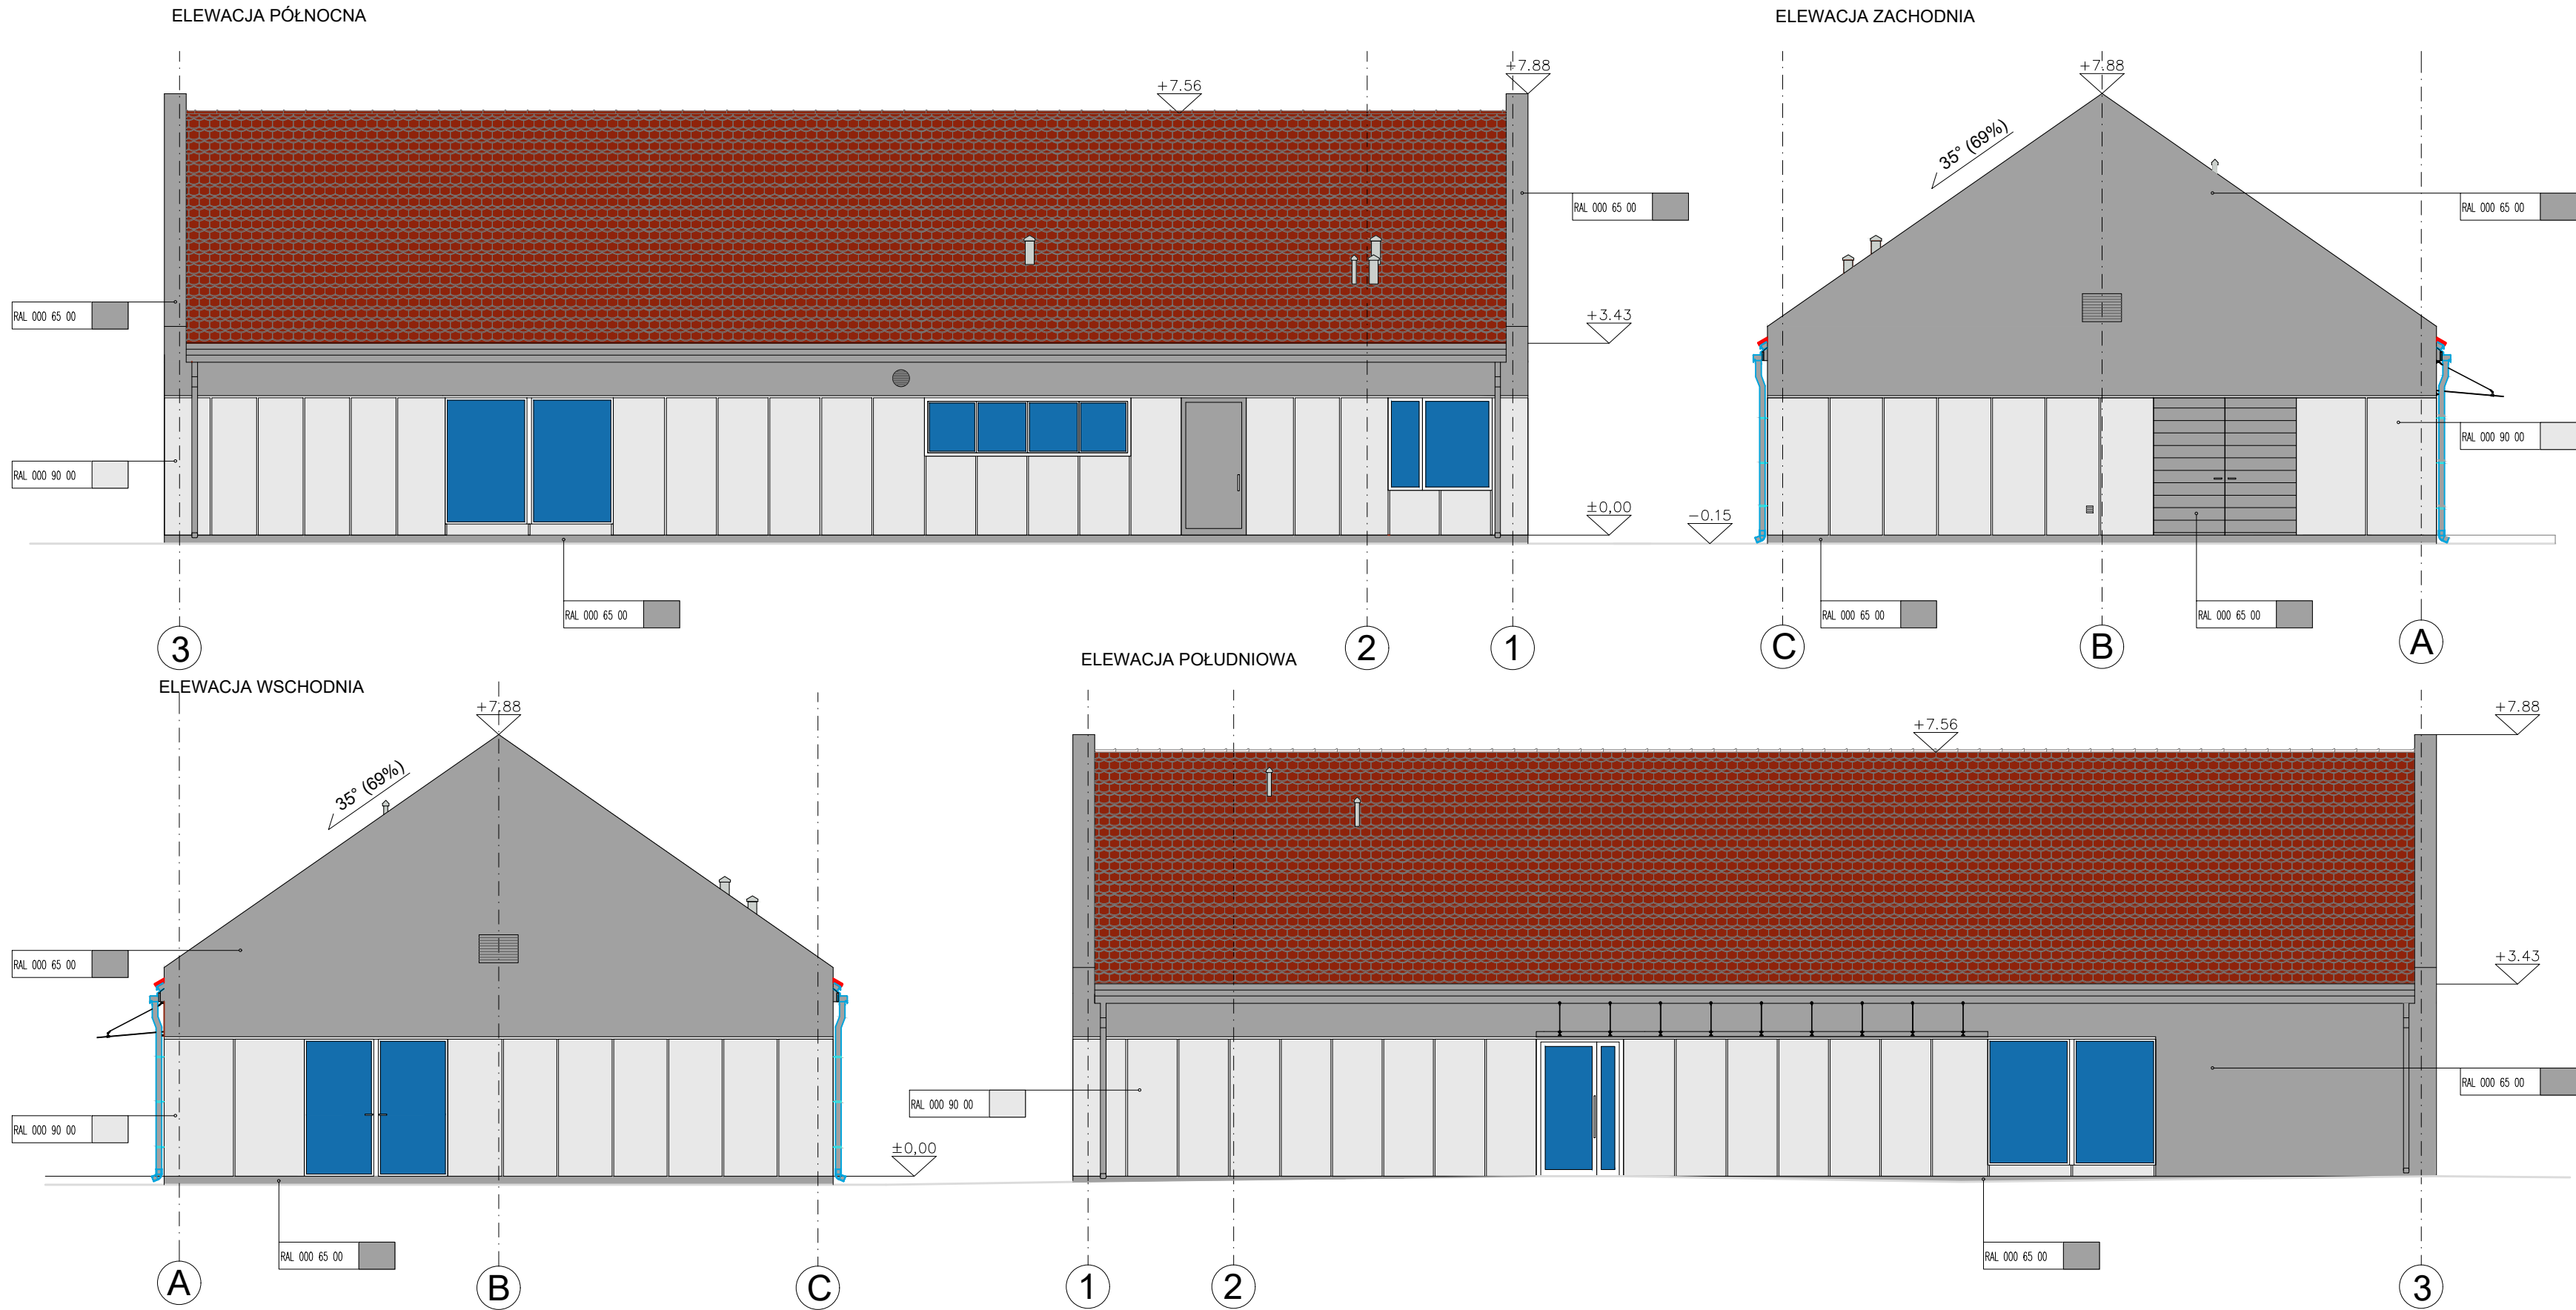 ELEWACJA PÓŁNOCNA
+7.56
+7.88
RAL 000 65 00
RAL 000 65 00
+3.43
RAL 000 90 00
±0,00
RAL 000 65 00
3
2
1
ELEWACJA ZACHODNIA
+7.88
35° (69%)
RAL 000 65 00
RAL 000 90 00
-0.15
RAL 000 65 00
RAL 000 65 00
C
B
A
ELEWACJA WSCHODNIA
+7.88
35° (69%)
RAL 000 65 00
RAL 000 90 00
±0,00
RAL 000 65 00
A
B
C
ELEWACJA POŁUDNIOWA
+7.56
+7.88
+3.43
RAL 000 90 00
RAL 000 65 00
RAL 000 65 00
1
2
3